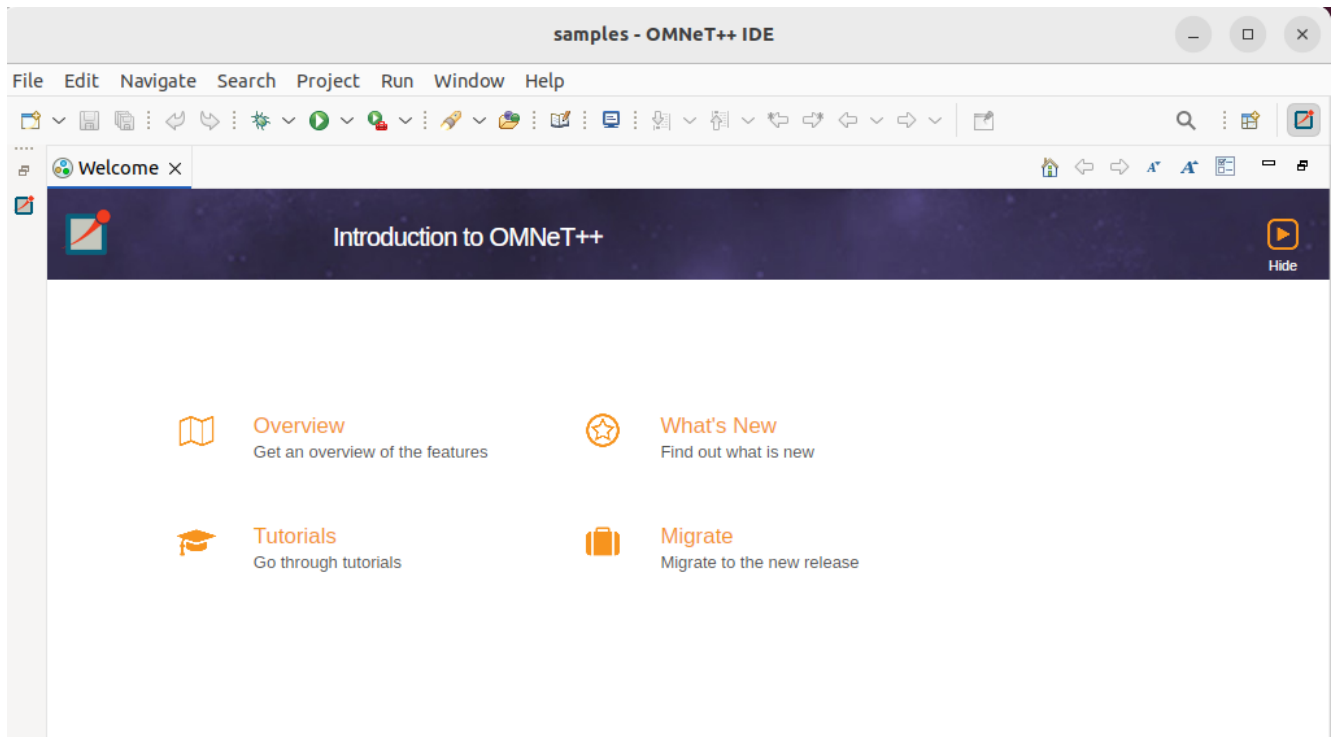 samples - OMNeT++ IDE
File Edit Navigate Search Project Run Window Help
Welcome
Introduction to OMNeT++
Hide
Overview
Get an overview of the features
What's New
Find out what is new
Tutorials
Go through tutorials
Migrate
Migrate to the new release